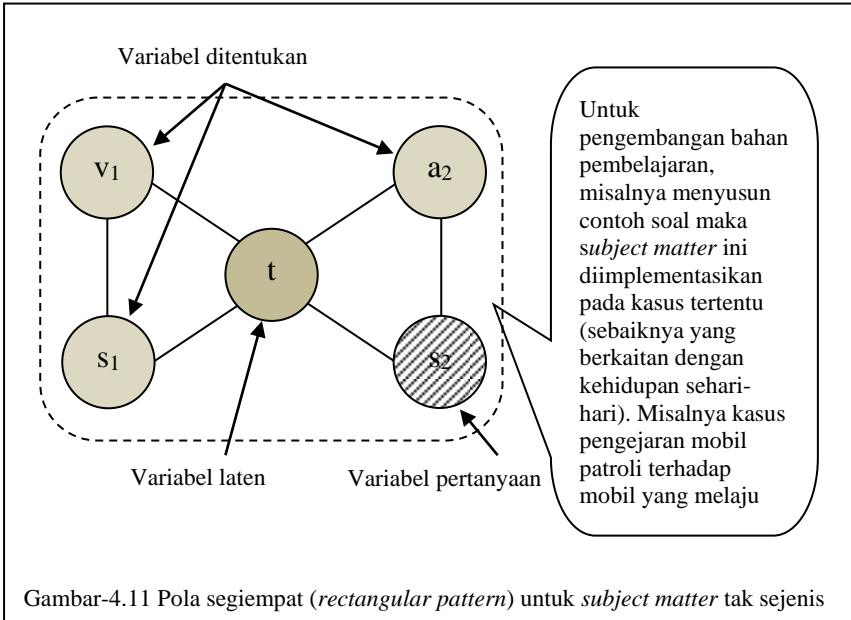 Variabel ditentukan
v1
a2
t
s1
s2
Variabel laten
Variabel pertanyaan
Untuk
pengembangan bahan
pembelajaran,
misalnya menyusun
contoh soal maka
subject matter ini
diimplementasikan
pada kasus tertentu
(sebaiknya yang
berkaitan dengan
kehidupan sehari-
hari). Misalnya kasus
pengejaran mobil
patroli terhadap
mobil yang melaju
Gambar-4.11 Pola segiempat (rectangular pattern) untuk subject matter tak sejenis